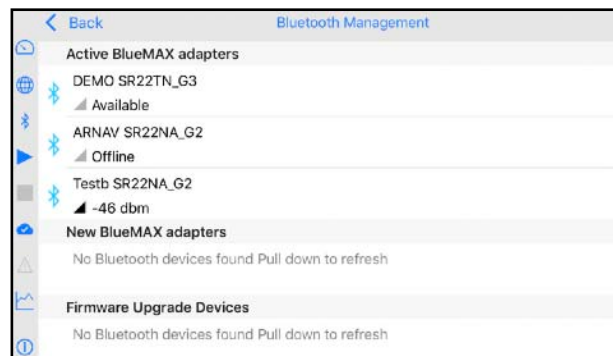 Back
Bluetooth Management
Active BlueMAX adapters
DEMO SR22TN_G3
Available
ARNAV SR22NA_G2
Offline
Testb SR22NA_G2
-46 dbm
New BlueMAX adapters
No Bluetooth devices found Pull down to refresh
Firmware Upgrade Devices
No Bluetooth devices found Pull down to refresh